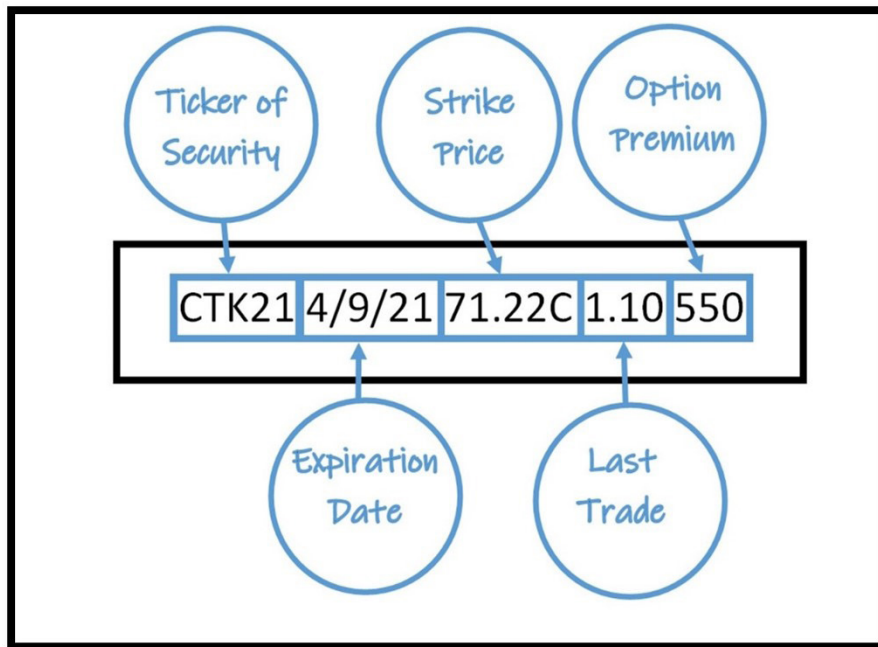 Ticker of
Security
Strike
Price
Option
Premium
CTK21 4/9/21 71.22C 1.10 550
Expiration
Date
Last
Trade